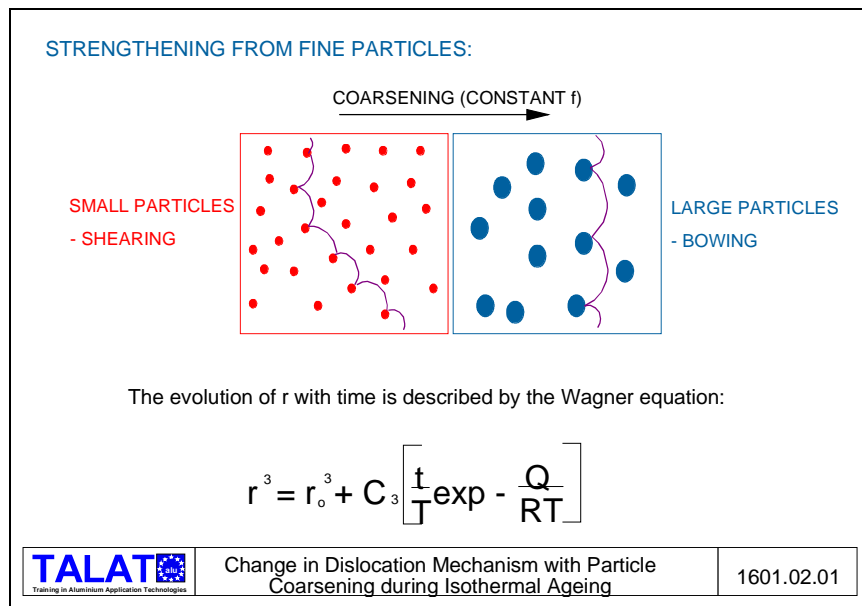 STRENGTHENING FROM FINE PARTICLES:
COARSENING (CONSTANT f)
SMALL PARTICLES
- SHEARING
LARGE PARTICLES
- BOWING
The evolution of r with time is described by the Wagner equation:
r³ = rₒ³ + C₃ [ t/T exp - Q/RT ]
TALAT alu
Training in Aluminium Application Technologies
Change in Dislocation Mechanism with Particle
Coarsening during Isothermal Ageing
1601.02.01